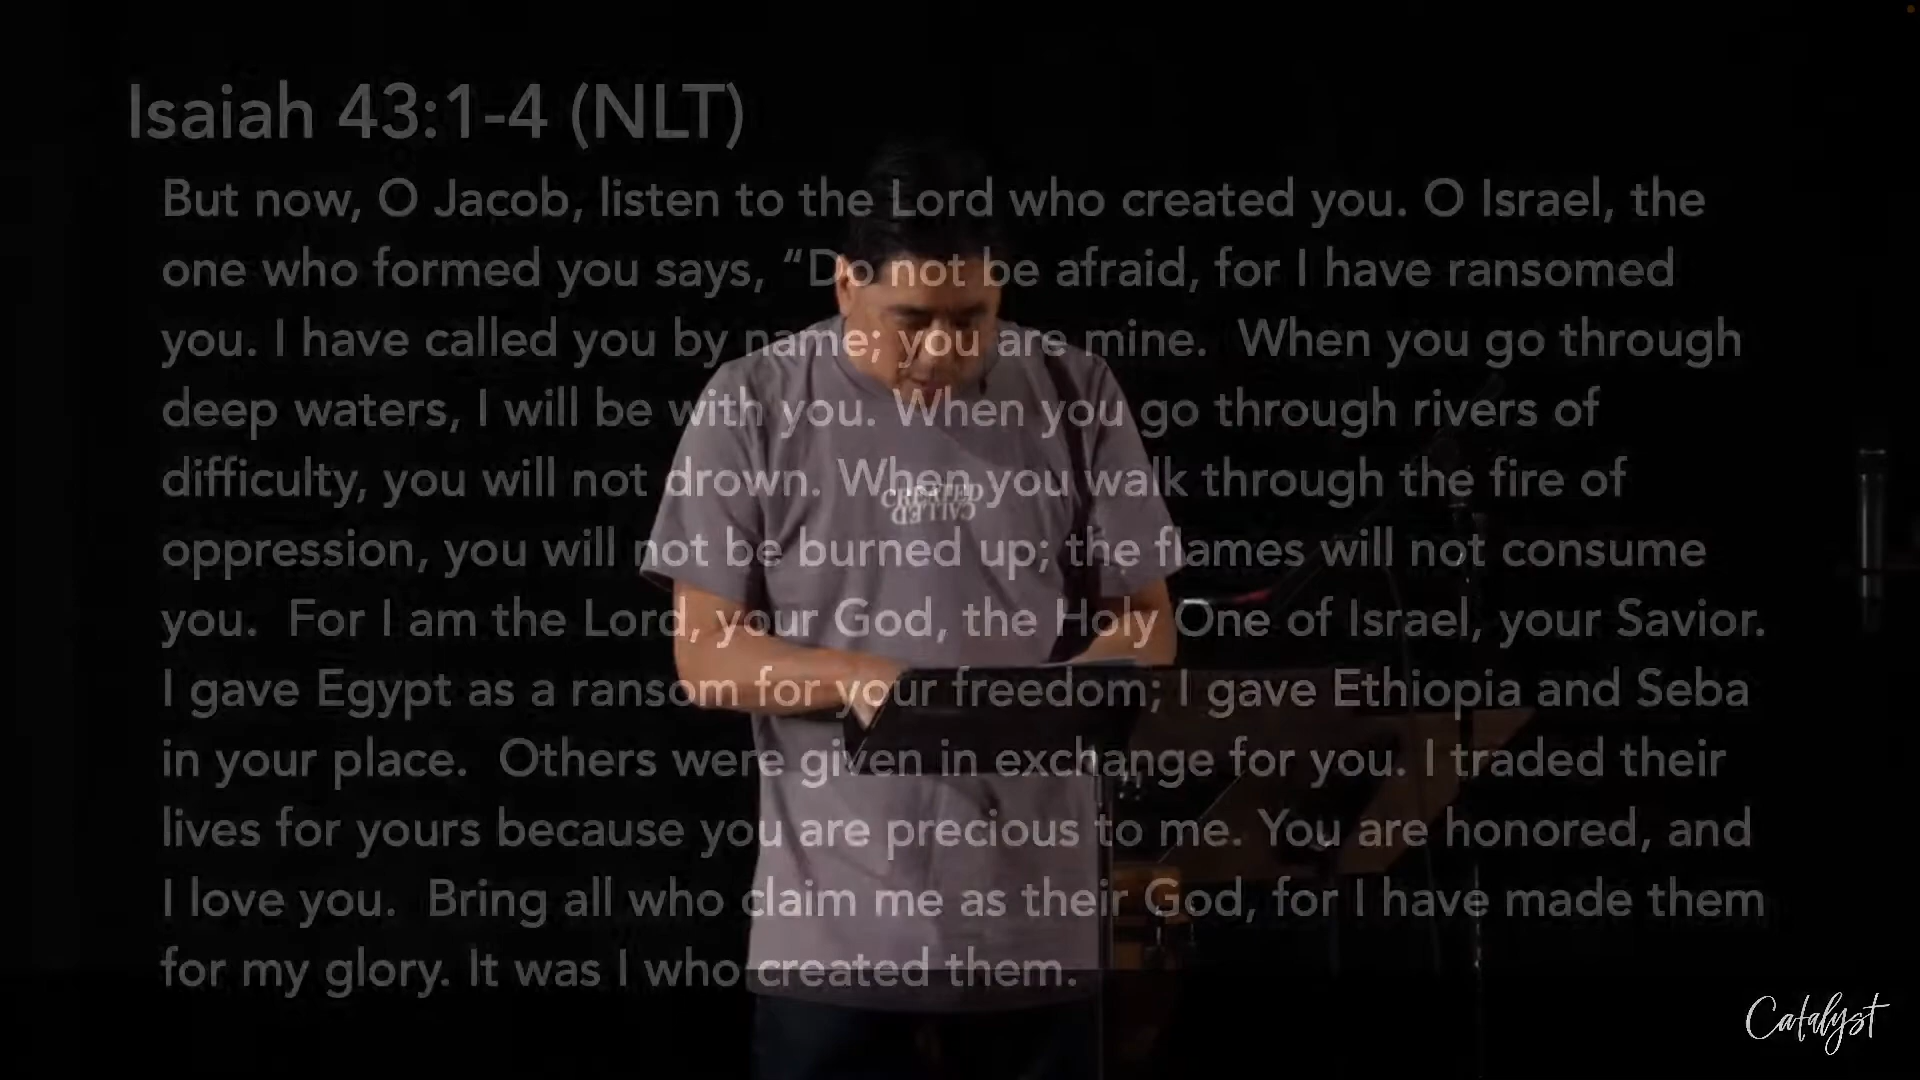 Isaiah 43:1-4 (NLT)
But now, O Jacob, listen to the Lord who created you. O Israel, the
one who formed you says, “Do not be afraid, for I have ransomed
you. I have called you by name; you are mine.  When you go through
deep waters, I will be with you. When you go through rivers of
difficulty, you will not drown. When you walk through the fire of
oppression, you will not be burned up; the flames will not consume
you.  For I am the Lord, your God, the Holy One of Israel, your Savior.
I gave Egypt as a ransom for your freedom; I gave Ethiopia and Seba
in your place.  Others were given in exchange for you. I traded their
lives for yours because you are precious to me. You are honored, and
I love you.  Bring all who claim me as their God, for I have made them
for my glory. It was I who created them.
CREATED
CALLED
Catalyst